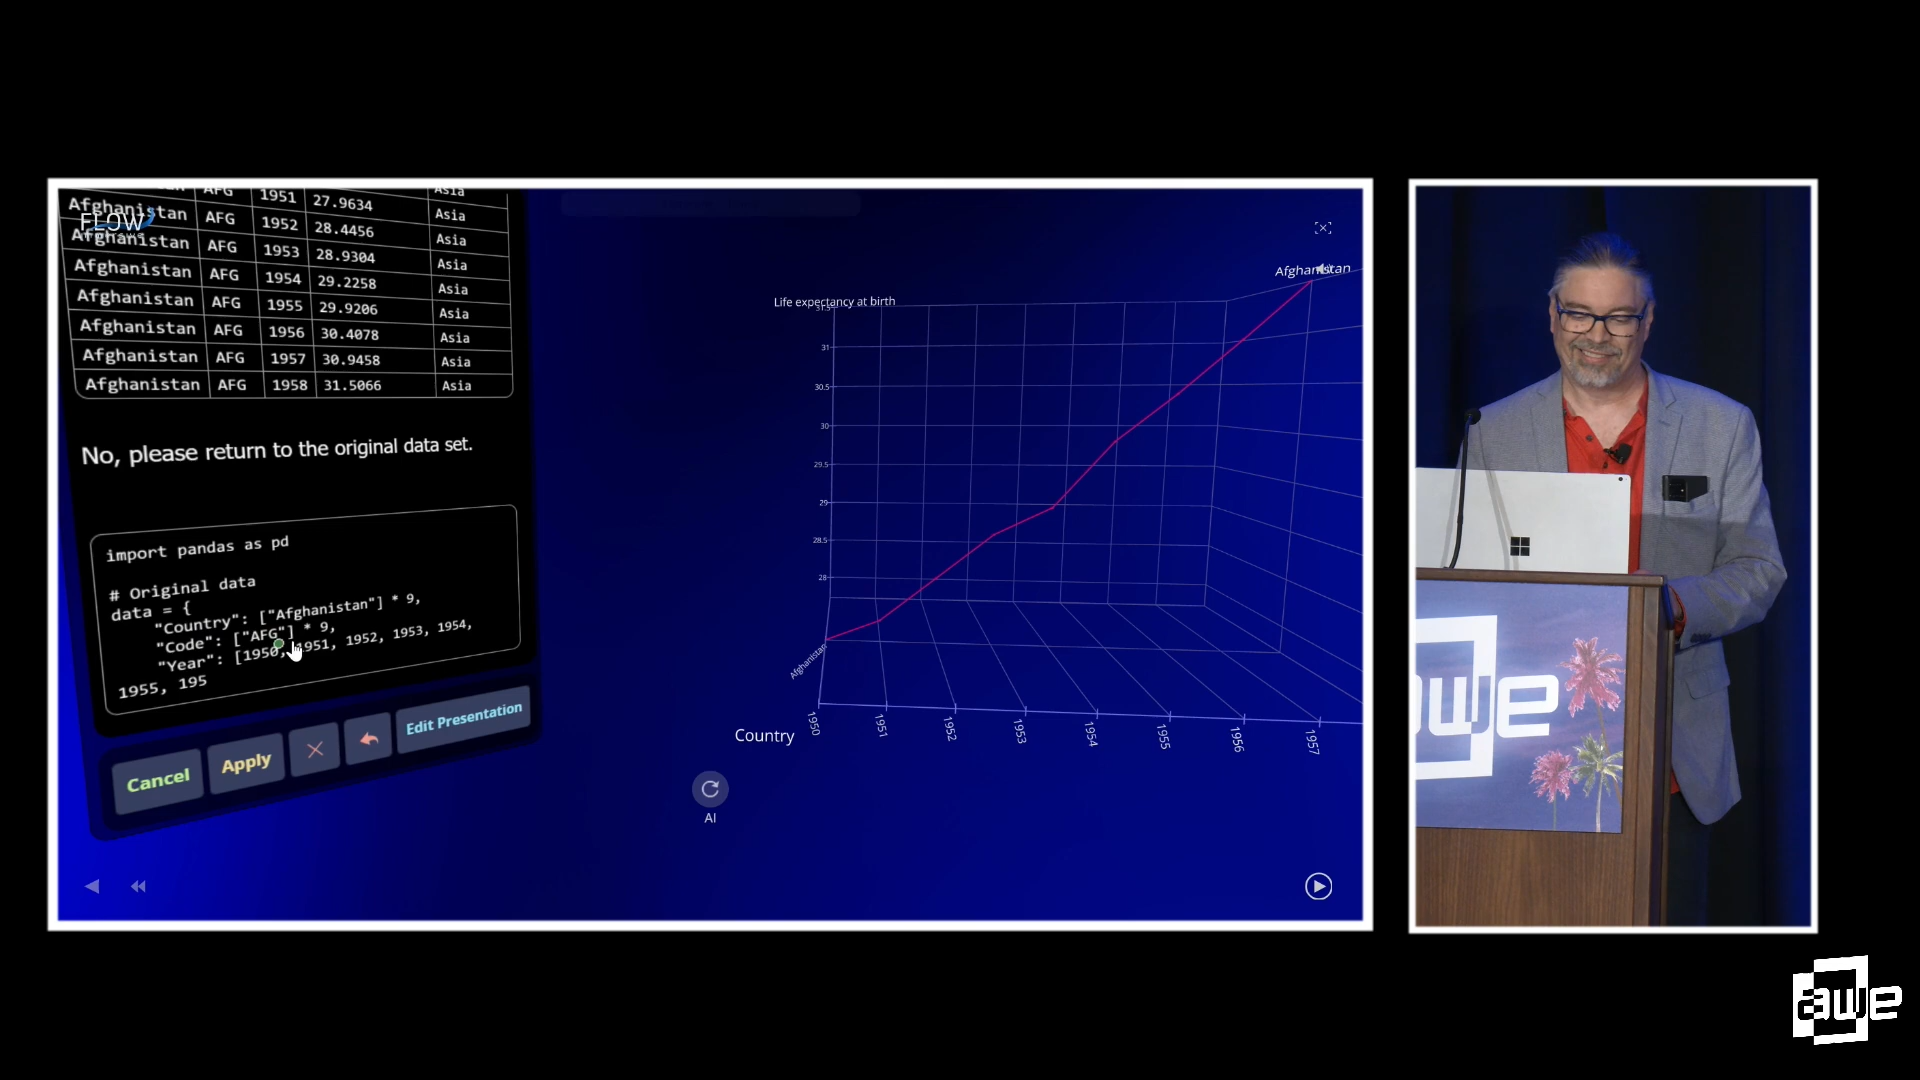 AFG 1951 27.9634 Asia
Afghanistan AFG 1952 28.4456 Asia
Afghanistan AFG 1953 28.9304 Asia
Afghanistan AFG 1954 29.2258 Asia
Afghanistan AFG 1955 29.9206 Asia
Afghanistan AFG 1956 30.4078 Asia
Afghanistan AFG 1957 30.9458 Asia
Afghanistan AFG 1958 31.5066 Asia
FLOW
No, please return to the original data set.
import pandas as pd
# Original data
data = {
"Country": ["Afghanistan"] * 9,
"Code": ["AFG"] * 9,
"Year": [1950, 1951, 1952, 1953, 1954,
1955, 195
Cancel Apply Edit Presentation
Afghanistan
Life expectancy at birth
31.5
31
30.5
30
29.5
29
28.5
28
Afghanistan
1950 1951 1952 1953 1954 1955 1956 1957
Country
AI
awe
awe